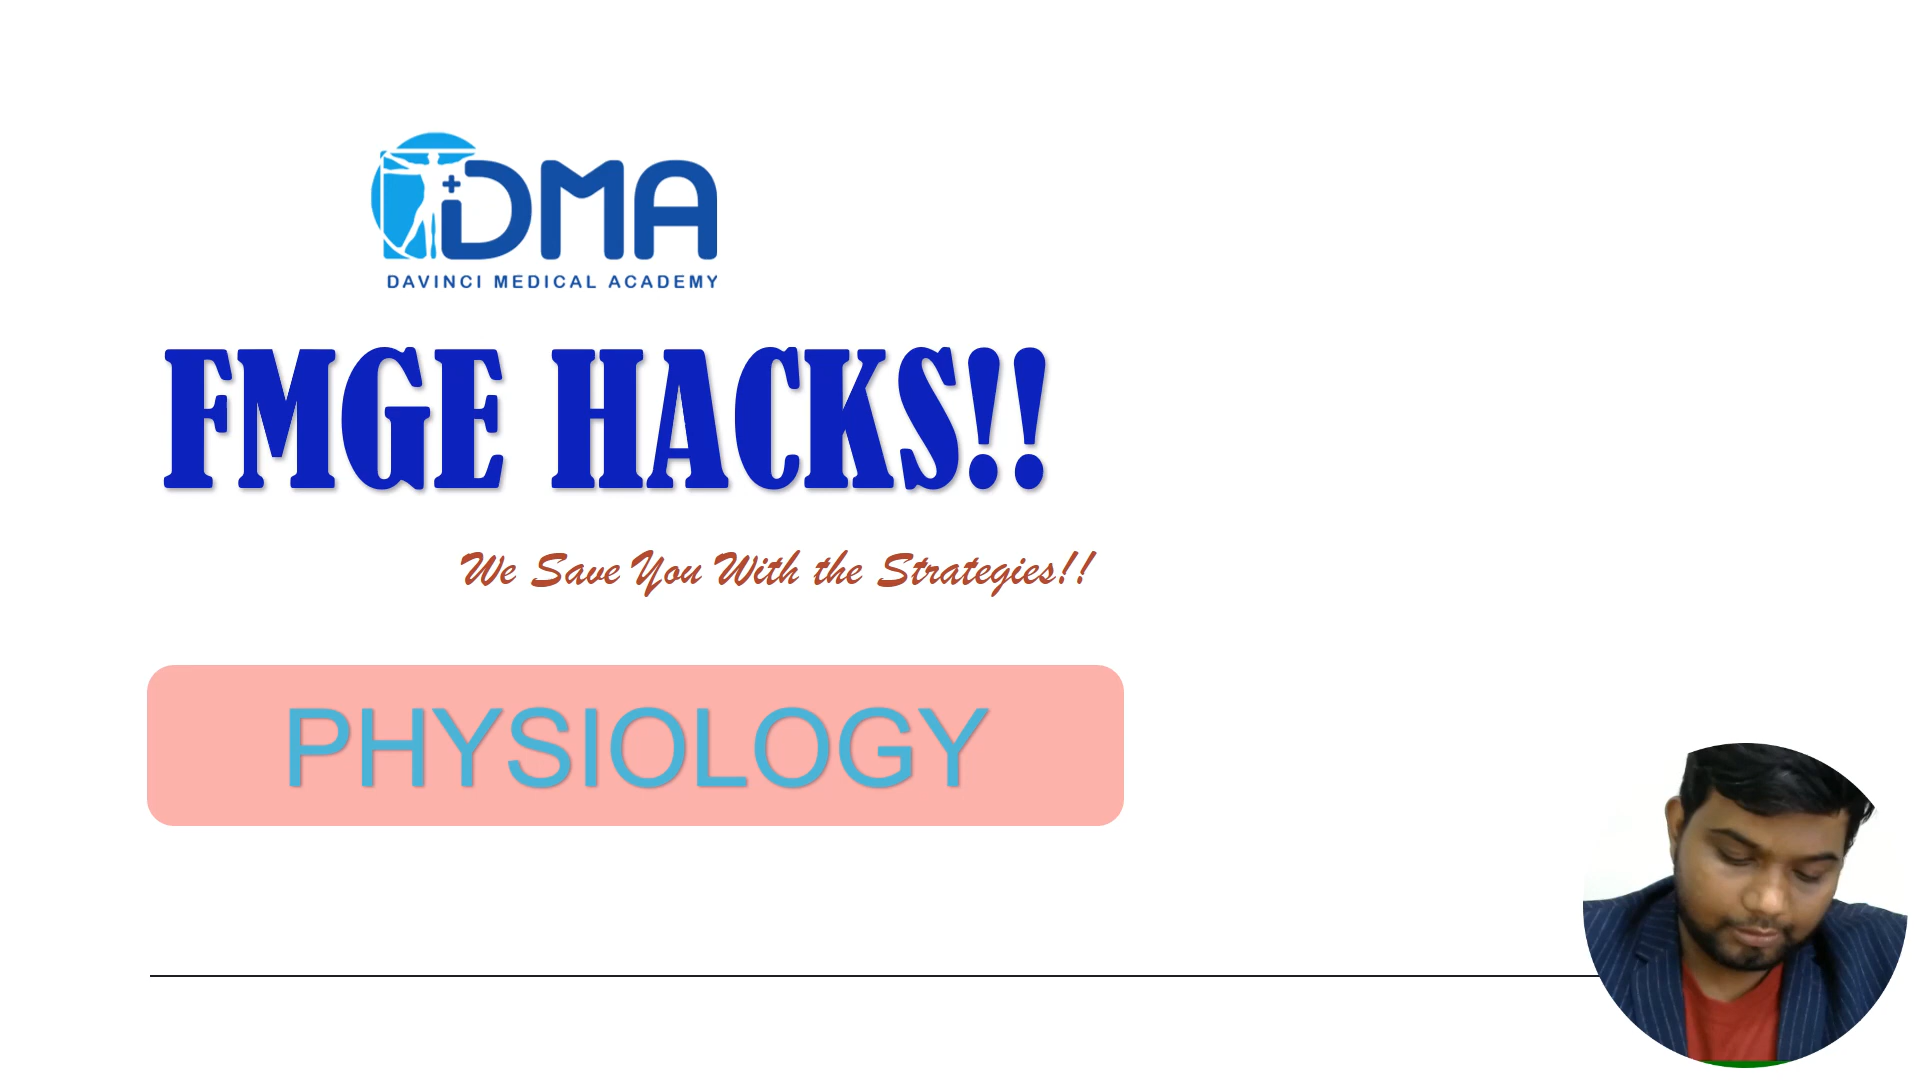 DMA
DAVINCI MEDICAL ACADEMY
FMGE HACKS!!
We Save You With the Strategies!!
PHYSIOLOGY